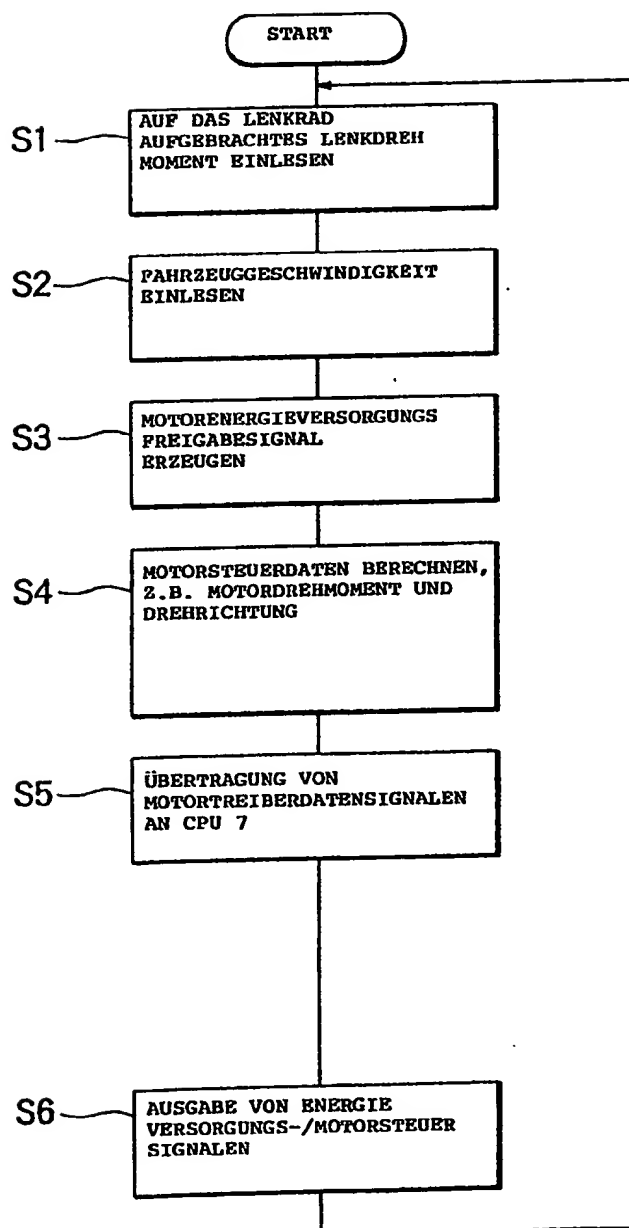 START
S1
AUF DAS LENKRAD
AUFGEBRACHTES LENKDREH
MOMENT EINLESEN
S2
FAHRZEUGGESCHWINDIGKEIT
EINLESEN
S3
MOTORENERGIEVERSORGUNGS
FREIGABESIGNAL
ERZEUGEN
S4
MOTORSTEUERDATEN BERECHNEN,
Z.B. MOTORDREHMOMENT UND
DREHRICHTUNG
S5
ÜBERTRAGUNG VON
MOTORTREIBERDATENSIGNALEN
AN CPU 7
S6
AUSGABE VON ENERGIE
VERSORGUNGS-/MOTORSTEUER
SIGNALEN